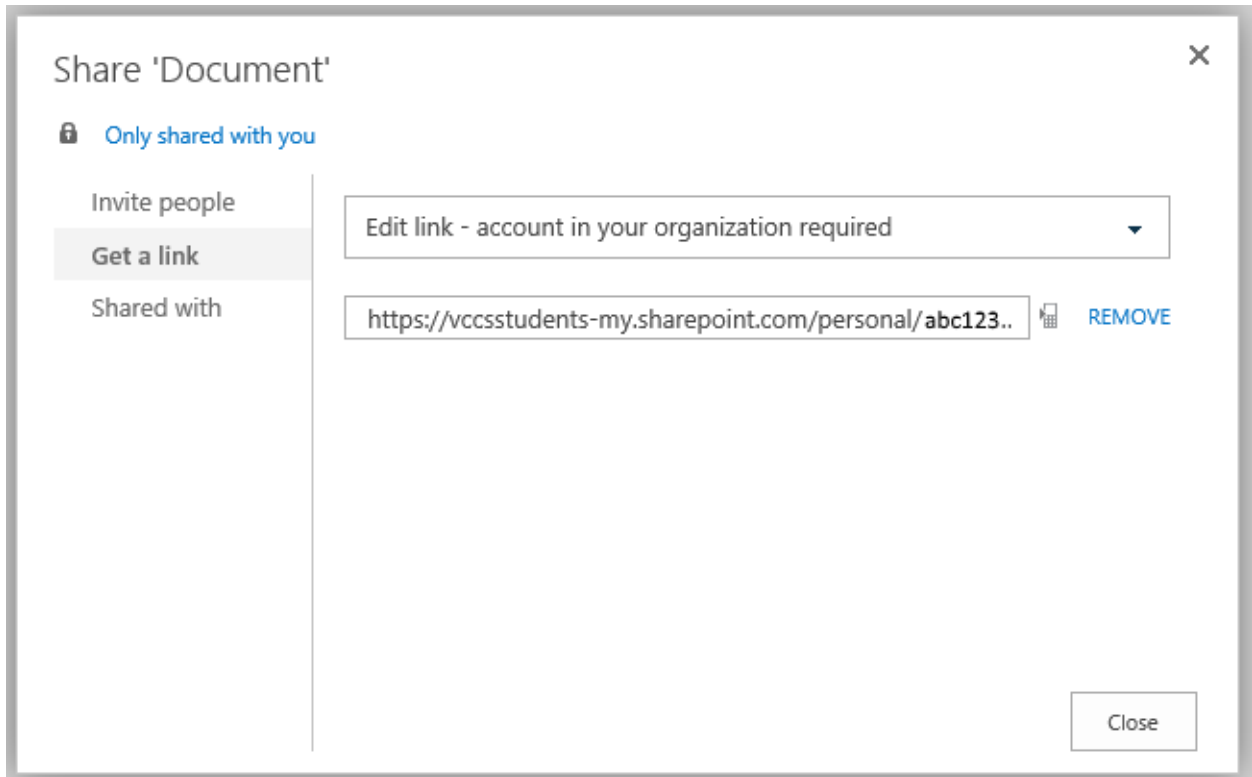 Share 'Document'
Only shared with you
Invite people
Get a link
Shared with
Edit link - account in your organization required
https://vccsstudents-my.sharepoint.com/personal/abc123..
REMOVE
Close